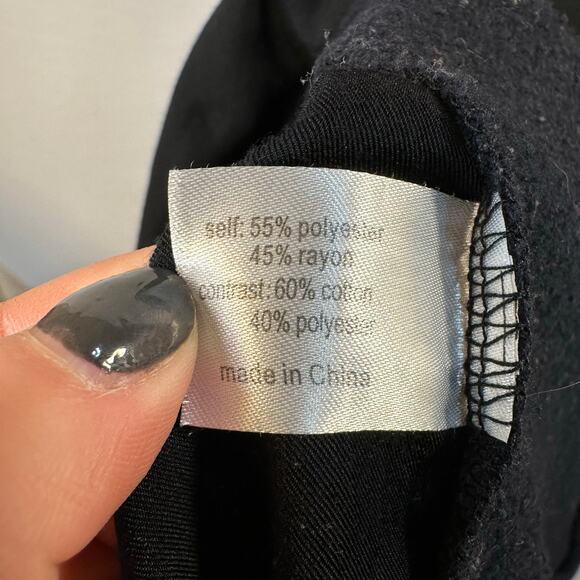 self: 55% polyester
45% rayon
contrast: 60% cotton
40% polyester
made in China